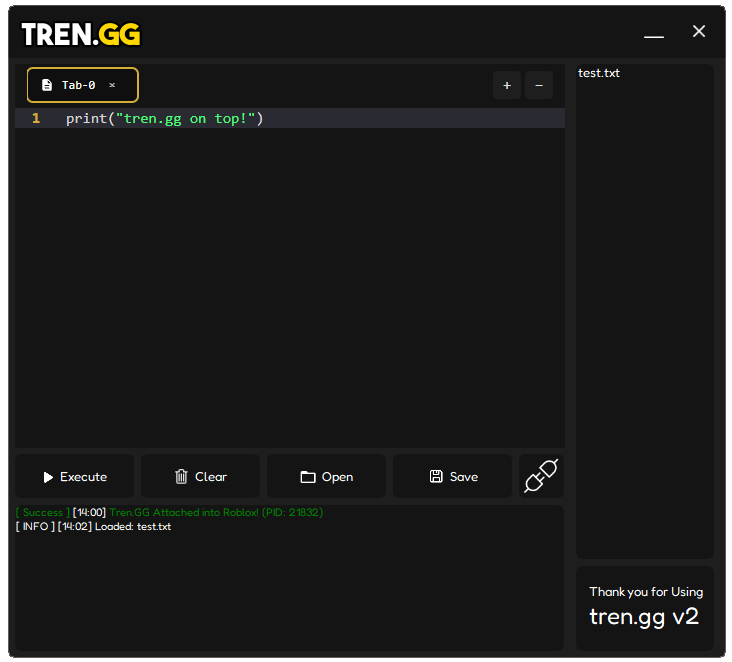 TREN.GG
Tab-0 ×
+ −
test.txt
1 print("tren.gg on top!")
Execute
Clear
Open
Save
[ Success ] [14:00] Tren.GG Attached into Roblox! (PID: 21832)
[ INFO ] [14:02] Loaded: test.txt
Thank you for Using
tren.gg v2